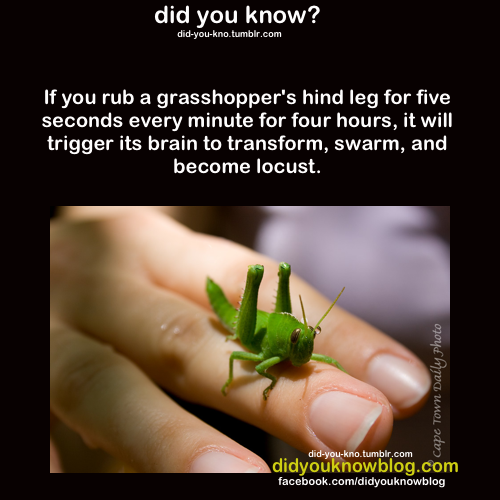 did you know?
did-you-kno.tumblr.com
If you rub a grasshopper's hind leg for five
seconds every minute for four hours, it will
trigger its brain to transform, swarm, and
become locust.
Cape Town Daily Photo
did-you-kno.tumblr.com
didyouknowblog.com
facebook.com/didyouknowblog